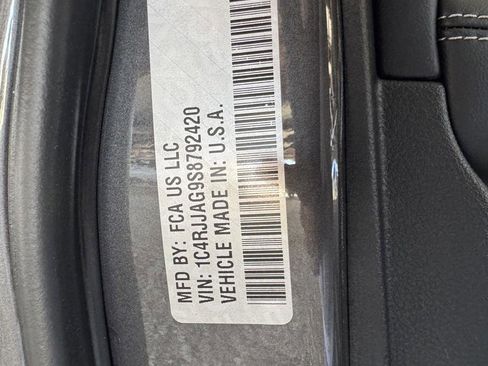 MFD BY: FCA US LLC
VIN: 1C4RJJAG9S8792420
VEHICLE MADE IN: U.S.A.